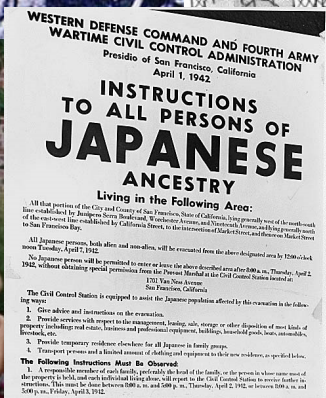 WESTERN DEFENSE COMMAND AND FOURTH ARMY
WARTIME CIVIL CONTROL ADMINISTRATION
Presidio of San Francisco, California
April 1, 1942
INSTRUCTIONS
TO ALL PERSONS OF
JAPANESE
ANCESTRY
Living in the Following Area:
All that portion of the City and County of San Francisco, State of California, lying generally west of the north-south
line established by Junipero Serra Boulevard, Worchester Avenue, and Nineteenth Avenue, and lying generally north
of the east-west line established by California Street, to the intersection of Market Street, and thence on Market Street
to San Francisco Bay.
All Japanese persons, both alien and non-alien, will be evacuated from the above designated area by 12:00 o'clock
noon Tuesday, April 7, 1942.
No Japanese person will be permitted to enter or leave the above described area after 8:00 a. m., Thursday, April 2,
1942, without obtaining special permission from the Provost Marshal at the Civil Control Station located at:
1701 Van Ness Avenue
San Francisco, California
The Civil Control Station is equipped to assist the Japanese population affected by this evacuation in the follow-
ing ways:
1. Give advice and instructions on the evacuation.
2. Provide services with respect to the management, leasing, sale, storage or other disposition of most kinds of
property including: real estate, business and professional equipment, buildings, household goods, boats, automobiles,
livestock, etc.
3. Provide temporary residence elsewhere for all Japanese in family groups.
4. Transport persons and a limited amount of clothing and equipment to their new residence, as specified below.
The Following Instructions Must Be Observed:
1. A responsible member of each family, preferably the head of the family, or the person in whose name most of
the property is held, and each individual living alone, will report to the Civil Control Station to receive further in-
structions. This must be done between 8:00 a. m. and 5:00 p. m., Thursday, April 2, 1942, or between 8:00 a. m. and
5:00 p. m., Friday, April 3, 1942.